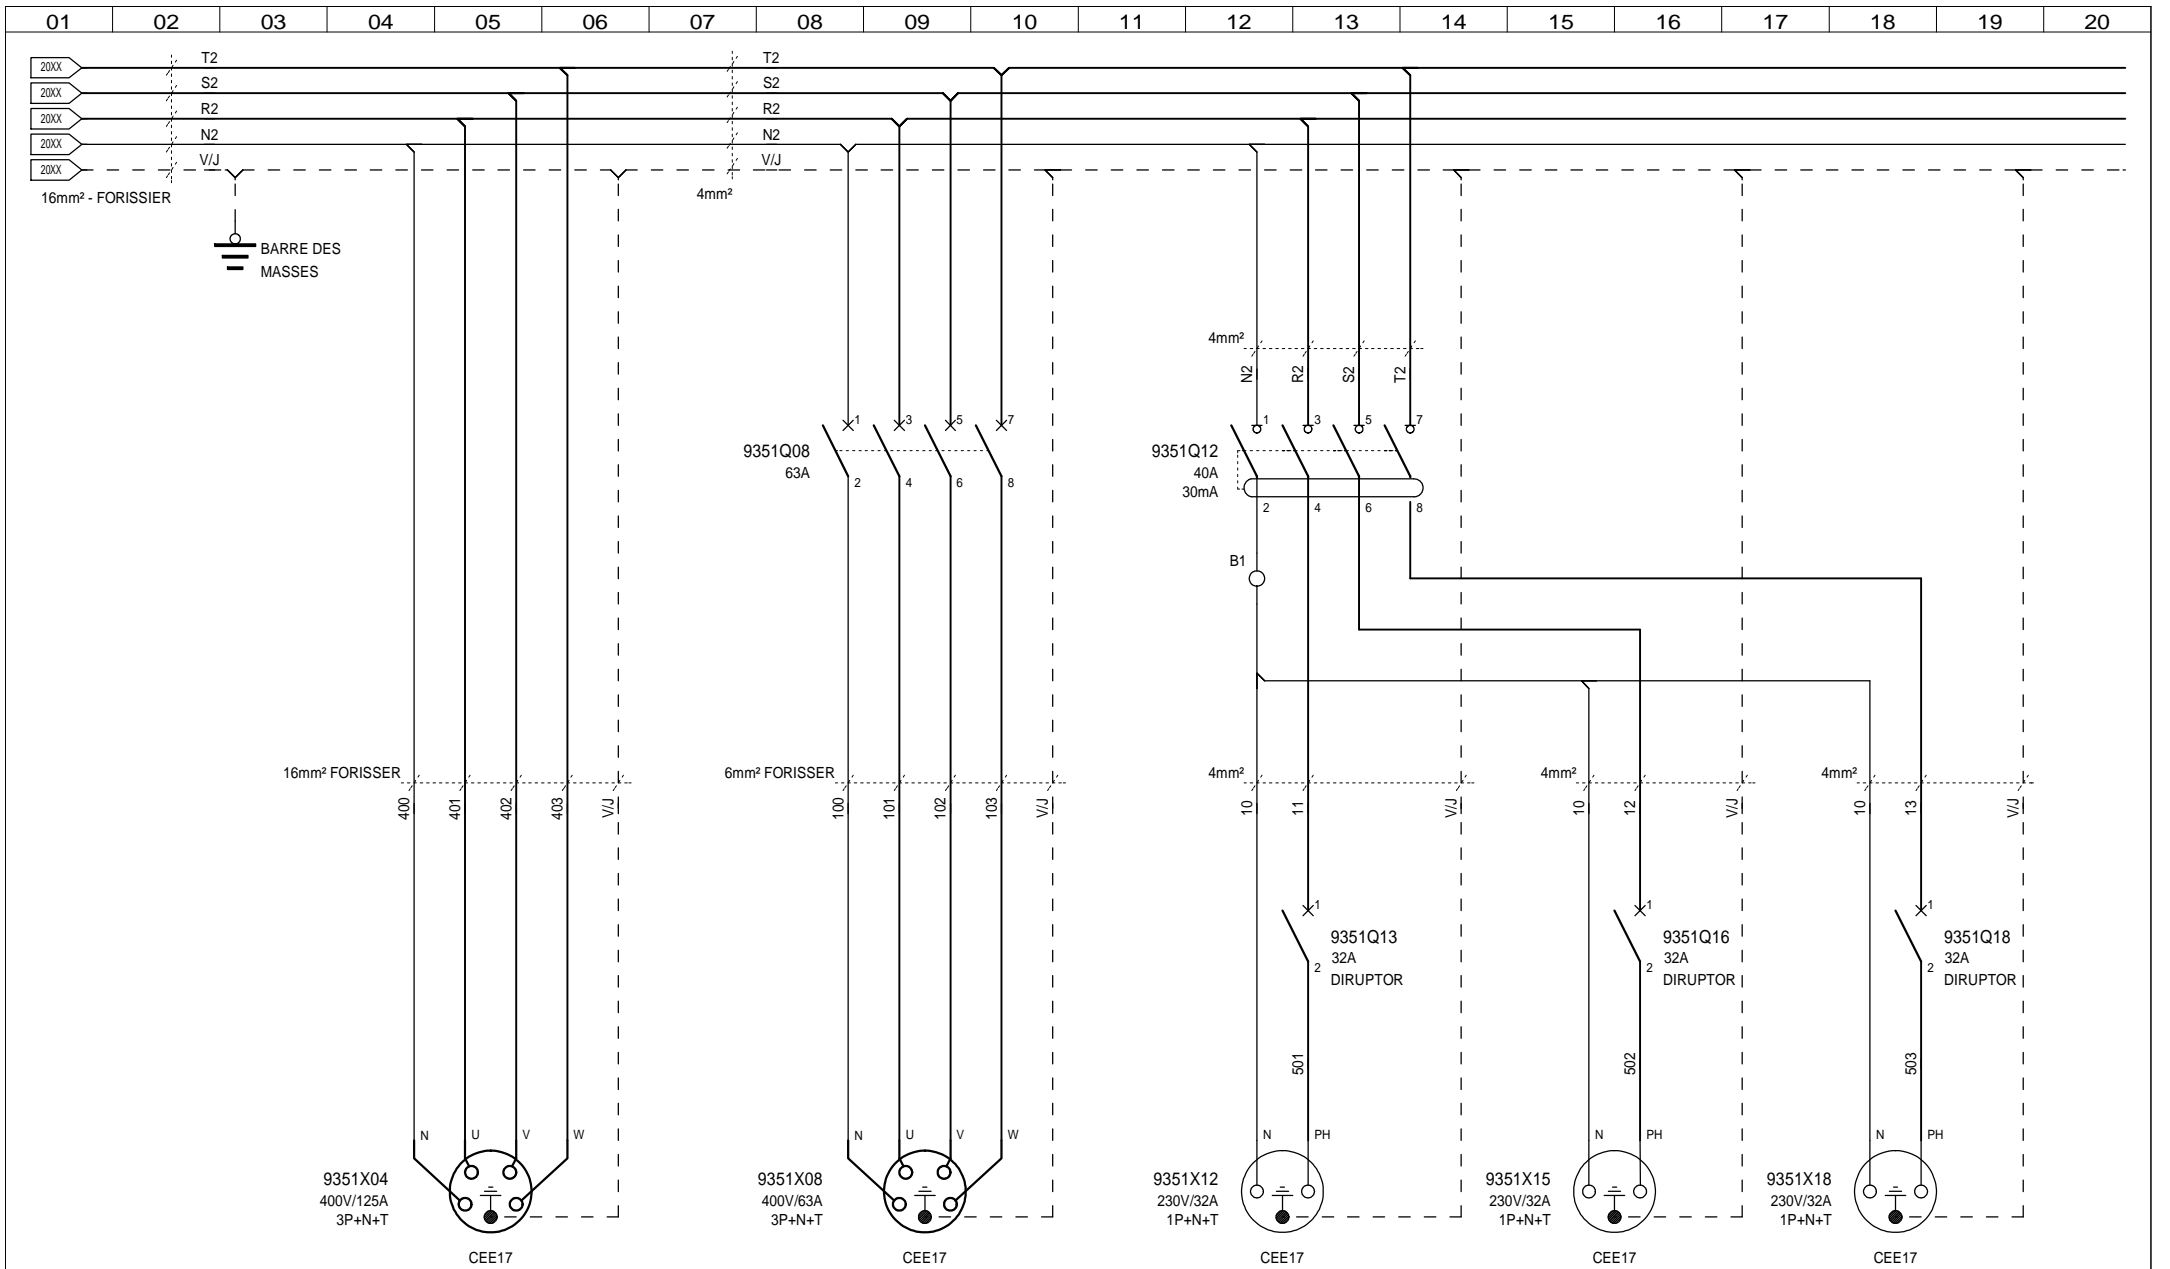 01 02 03 04 05 06 07 08 09 10 11 12 13 14 15 16 17 18 19 20
20XX T2 T2
20XX S2 S2
20XX R2 R2
20XX N2 N2
20XX V/J V/J
16mm² - FORISSIER 4mm²
BARRE DES
MASSES
4mm²
N2 R2 S2 T2
1 3 5 7 1 3 5 7
9351Q08 9351Q12
63A 40A
30mA
2 4 6 8
2 4 6 8
B1
16mm² FORISSER 6mm² FORISSER 4mm² 4mm² 4mm²
400 401 402 403 V/J 100 101 102 103 V/J 10 11 V/J 10 12 V/J 10 13 V/J
1 1 1
9351Q13 9351Q16 9351Q18
32A 32A 32A
2 2 2
DIRUPTOR DIRUPTOR DIRUPTOR
501 502 503
N U V W N U V W N PH N PH N PH
9351X04 9351X08 9351X12 9351X15 9351X18
400V/125A 400V/63A 230V/32A 230V/32A 230V/32A
3P+N+T 3P+N+T 1P+N+T 1P+N+T 1P+N+T
CEE17 CEE17 CEE17 CEE17 CEE17